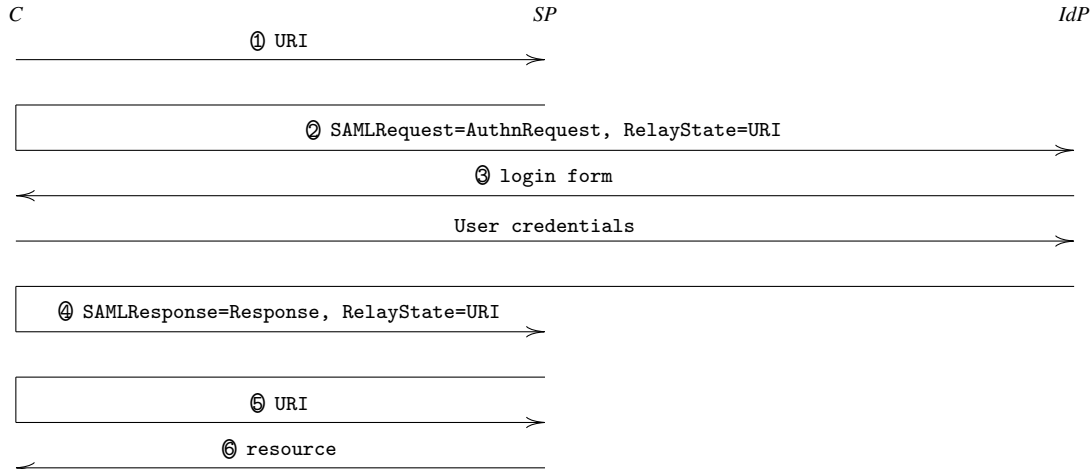 C SP IdP
① URI
② SAMLRequest=AuthnRequest, RelayState=URI
③ login form
User credentials
④ SAMLResponse=Response, RelayState=URI
⑤ URI
⑥ resource